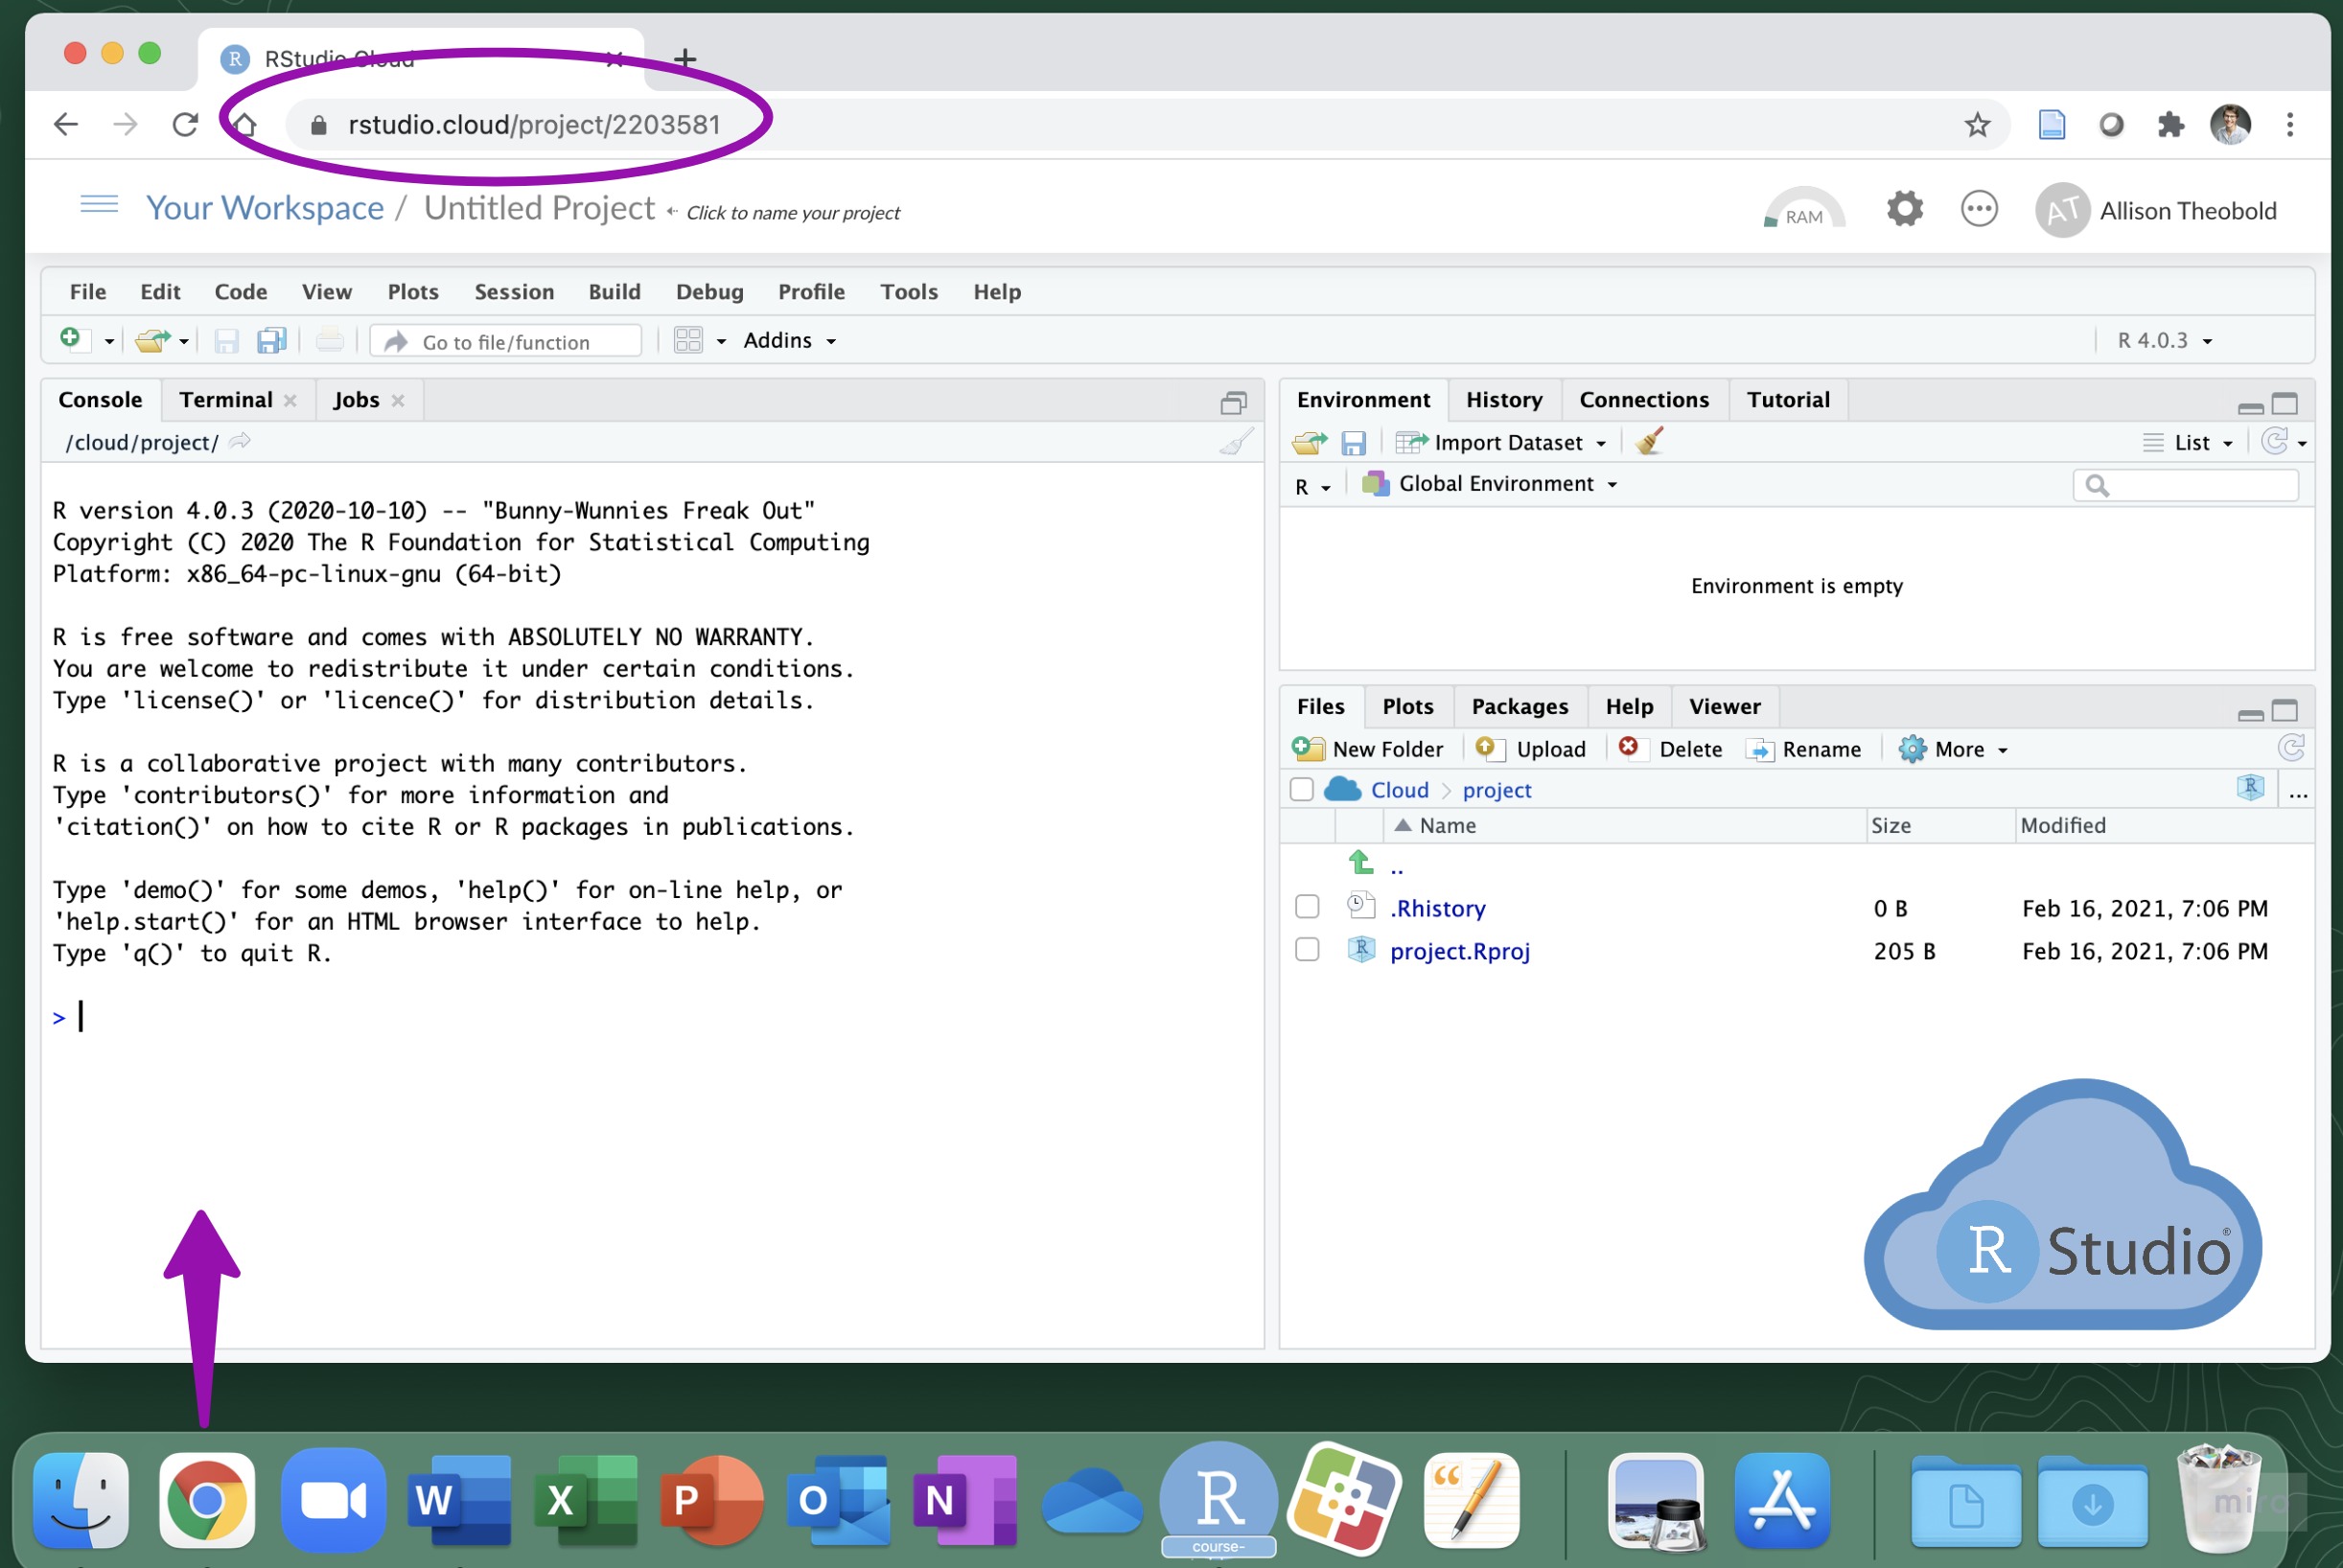 R RStudio Cloud
rstudio.cloud/project/2203581
Your Workspace / Untitled Project Click to name your project
RAM
AT Allison Theobold
File Edit Code View Plots Session Build Debug Profile Tools Help
Go to file/function
Addins
R 4.0.3
Console Terminal Jobs
/cloud/project/
R version 4.0.3 (2020-10-10) -- "Bunny-Wunnies Freak Out"
Copyright (C) 2020 The R Foundation for Statistical Computing
Platform: x86_64-pc-linux-gnu (64-bit)
R is free software and comes with ABSOLUTELY NO WARRANTY.
You are welcome to redistribute it under certain conditions.
Type 'license()' or 'licence()' for distribution details.
R is a collaborative project with many contributors.
Type 'contributors()' for more information and
'citation()' on how to cite R or R packages in publications.
Type 'demo()' for some demos, 'help()' for on-line help, or
'help.start()' for an HTML browser interface to help.
Type 'q()' to quit R.
>
Environment History Connections Tutorial
Import Dataset
List
R Global Environment
Environment is empty
Files Plots Packages Help Viewer
New Folder Upload Delete Rename More
Cloud > project
R ...
Name Size Modified
..
.Rhistory 0 B Feb 16, 2021, 7:06 PM
project.Rproj 205 B Feb 16, 2021, 7:06 PM
R Studio®
W X P O N R
course-
miro